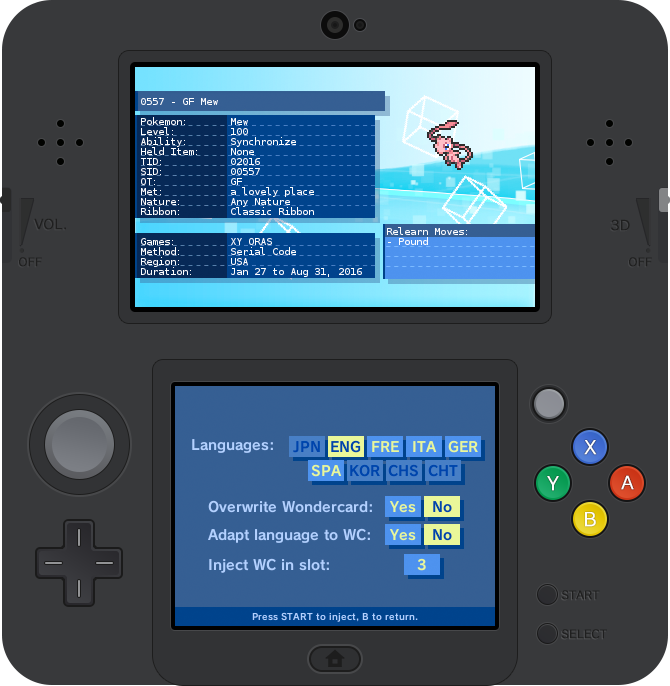 0557 - GF Mew
Pokemon: Mew
Level: 100
Ability: Synchronize
Held Item: None
TID: 02016
SID: 00557
OT: GF
Met: a lovely place
Nature: Any Nature
Ribbon: Classic Ribbon
Games: XY ORAS
Method: Serial Code
Region: USA
Duration: Jan 27 to Aug 31, 2016
Relearn Moves:
- Pound
VOL.
OFF
3D
OFF
Languages: JPN ENG FRE ITA GER
SPA KOR CHS CHT
Overwrite Wondercard: Yes No
Adapt language to WC: Yes No
Inject WC in slot: 3
Press START to inject, B to return.
X
Y
A
B
START
SELECT